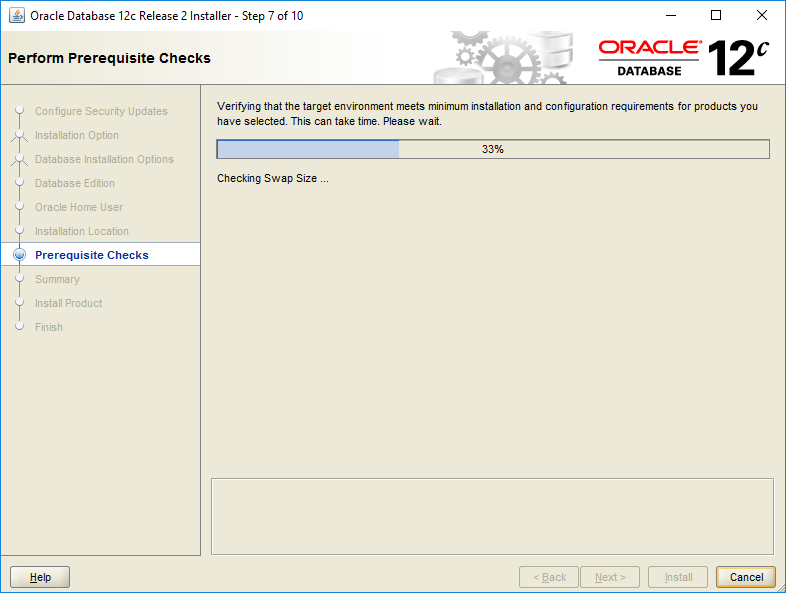 Oracle Database 12c Release 2 Installer - Step 7 of 10
Perform Prerequisite Checks
ORACLE®
DATABASE
12c
Configure Security Updates
Installation Option
Database Installation Options
Database Edition
Oracle Home User
Installation Location
Prerequisite Checks
Summary
Install Product
Finish
Verifying that the target environment meets minimum installation and configuration requirements for products you
have selected. This can take time. Please wait.
33%
Checking Swap Size ...
Help
< Back
Next >
Install
Cancel